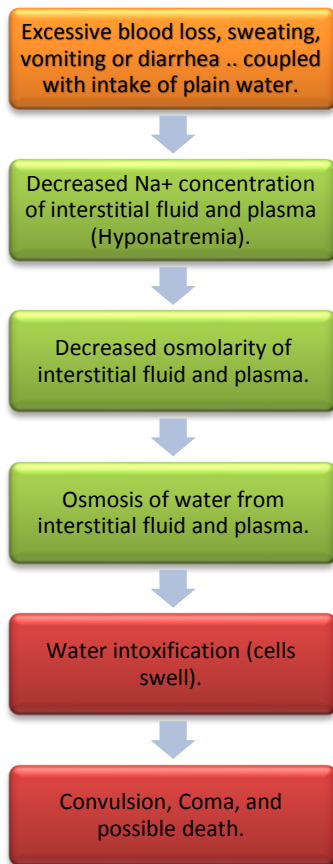 Excessive blood loss, sweating,
vomiting or diarrhea .. coupled
with intake of plain water.
Decreased Na+ concentration
of interstitial fluid and plasma
(Hyponatremia).
Decreased osmolarity of
interstitial fluid and plasma.
Osmosis of water from
interstitial fluid and plasma.
Water intoxification (cells
swell).
Convulsion, Coma, and
possible death.